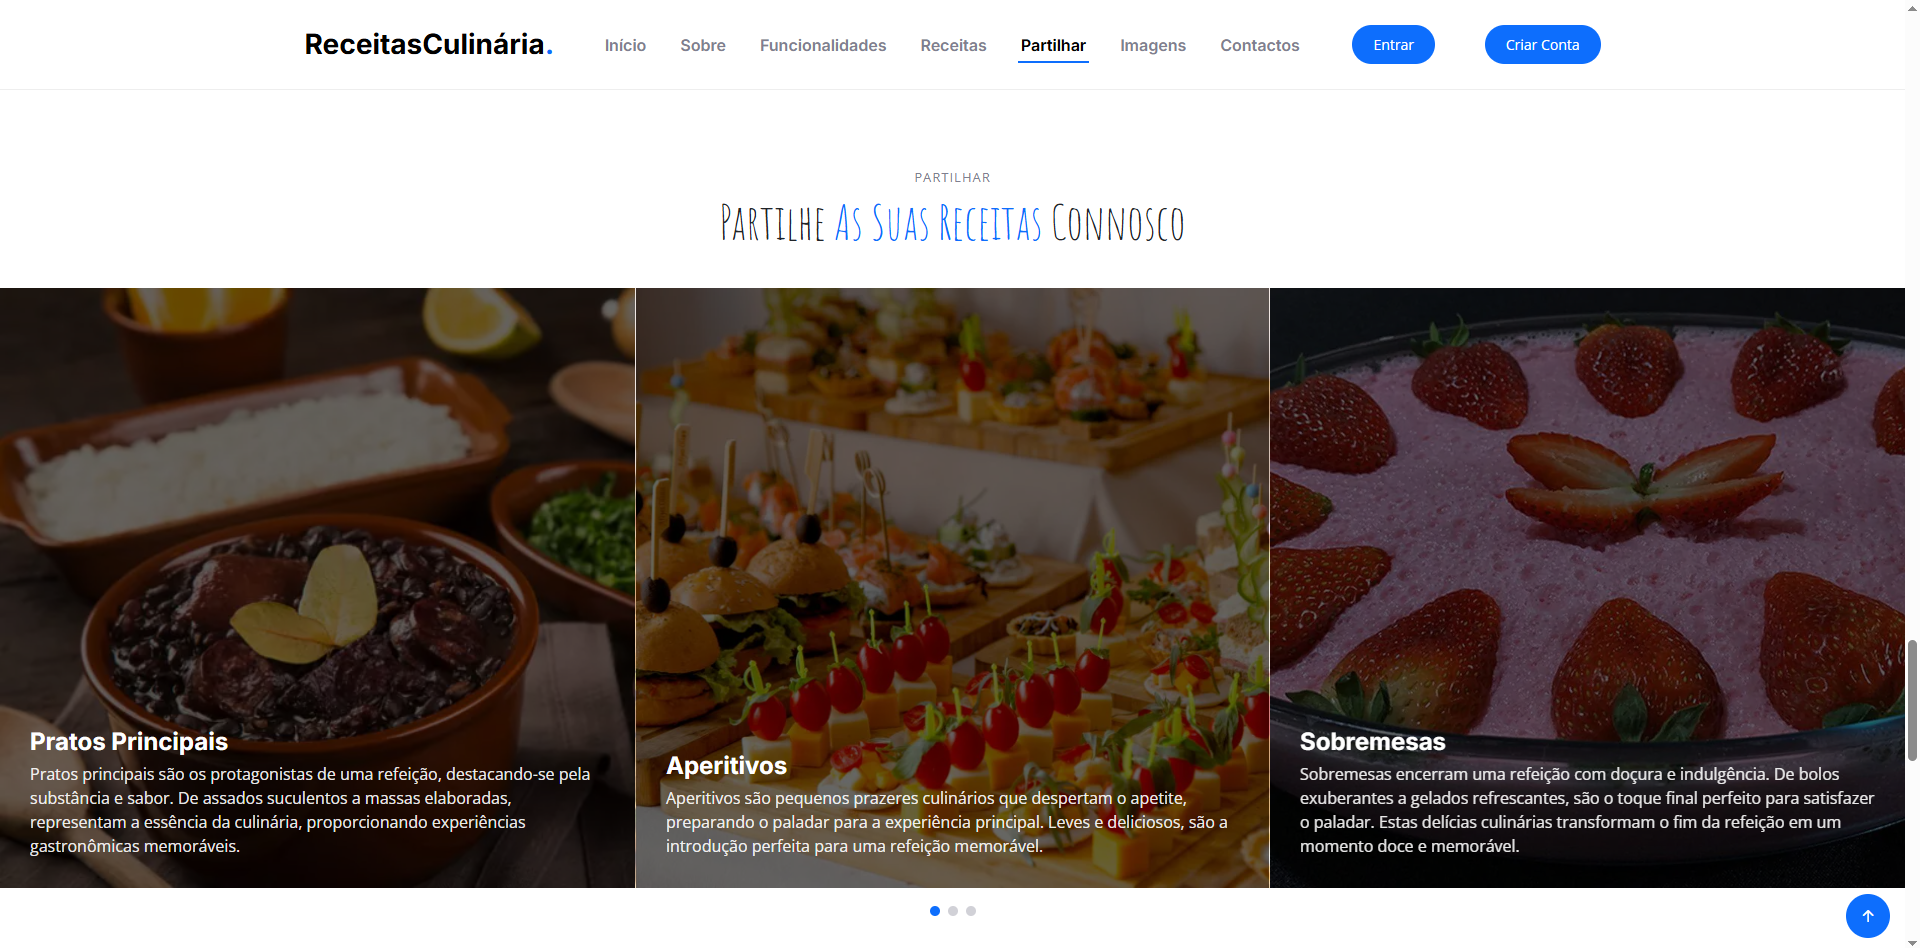 ReceitasCulinária.
Início
Sobre
Funcionalidades
Receitas
Partilhar
Imagens
Contactos
Entrar
Criar Conta
PARTILHAR
Partilhe As Suas Receitas Connosco
Pratos Principais
Pratos principais são os protagonistas de uma refeição, destacando-se pela
substância e sabor. De assados suculentos a massas elaboradas,
representam a essência da culinária, proporcionando experiências
gastronômicas memoráveis.
Aperitivos
Aperitivos são pequenos prazeres culinários que despertam o apetite,
preparando o paladar para a experiência principal. Leves e deliciosos, são a
introdução perfeita para uma refeição memorável.
Sobremesas
Sobremesas encerram uma refeição com doçura e indulgência. De bolos
exuberantes a gelados refrescantes, são o toque final perfeito para satisfazer
o paladar. Estas delícias culinárias transformam o fim da refeição em um
momento doce e memorável.